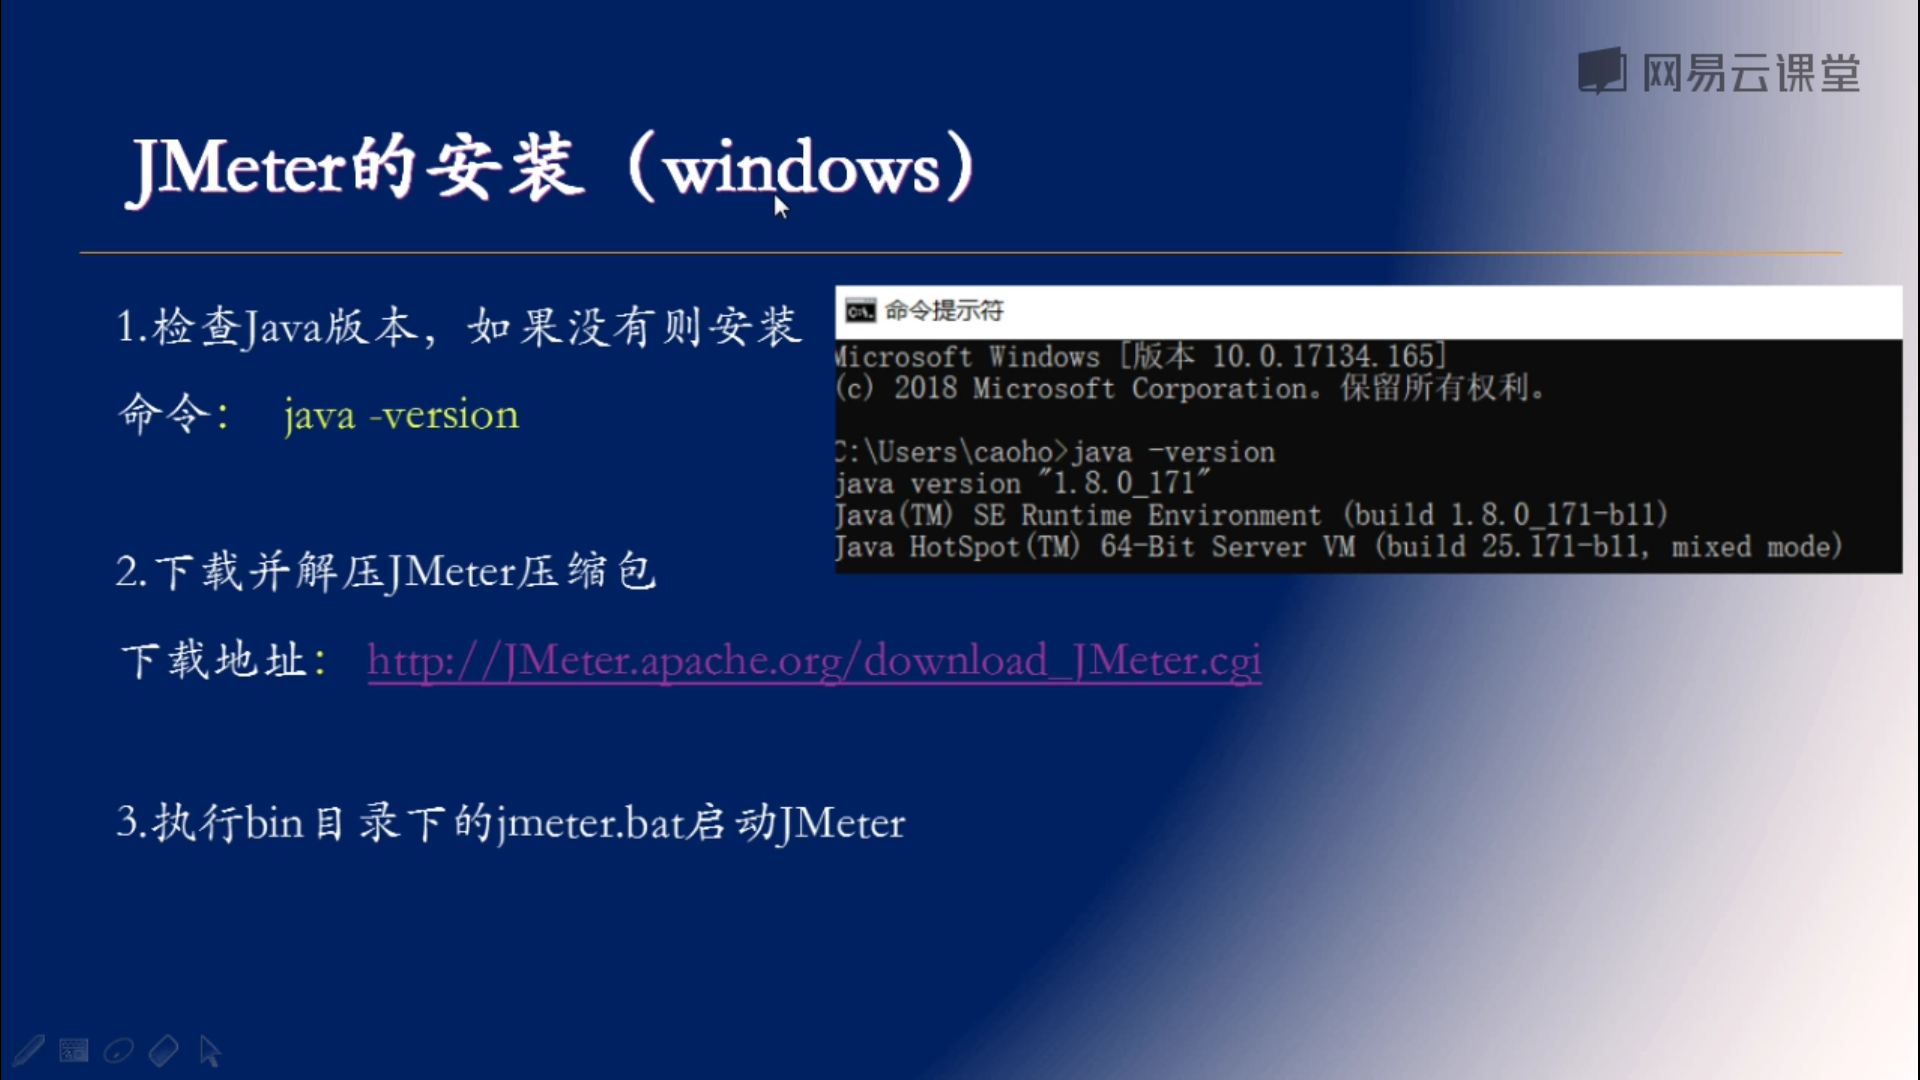 网易云课堂
JMeter的安装（windows）
1.检查Java版本，如果没有则安装
命令： java -version
命令提示符
Microsoft Windows [版本 10.0.17134.165]
(c) 2018 Microsoft Corporation。保留所有权利。
C:\Users\caoho>java -version
java version "1.8.0_171"
Java(TM) SE Runtime Environment (build 1.8.0_171-b11)
Java HotSpot(TM) 64-Bit Server VM (build 25.171-b11, mixed mode)
2.下载并解压JMeter压缩包
下载地址： http://JMeter.apache.org/download_JMeter.cgi
3.执行bin目录下的jmeter.bat启动JMeter